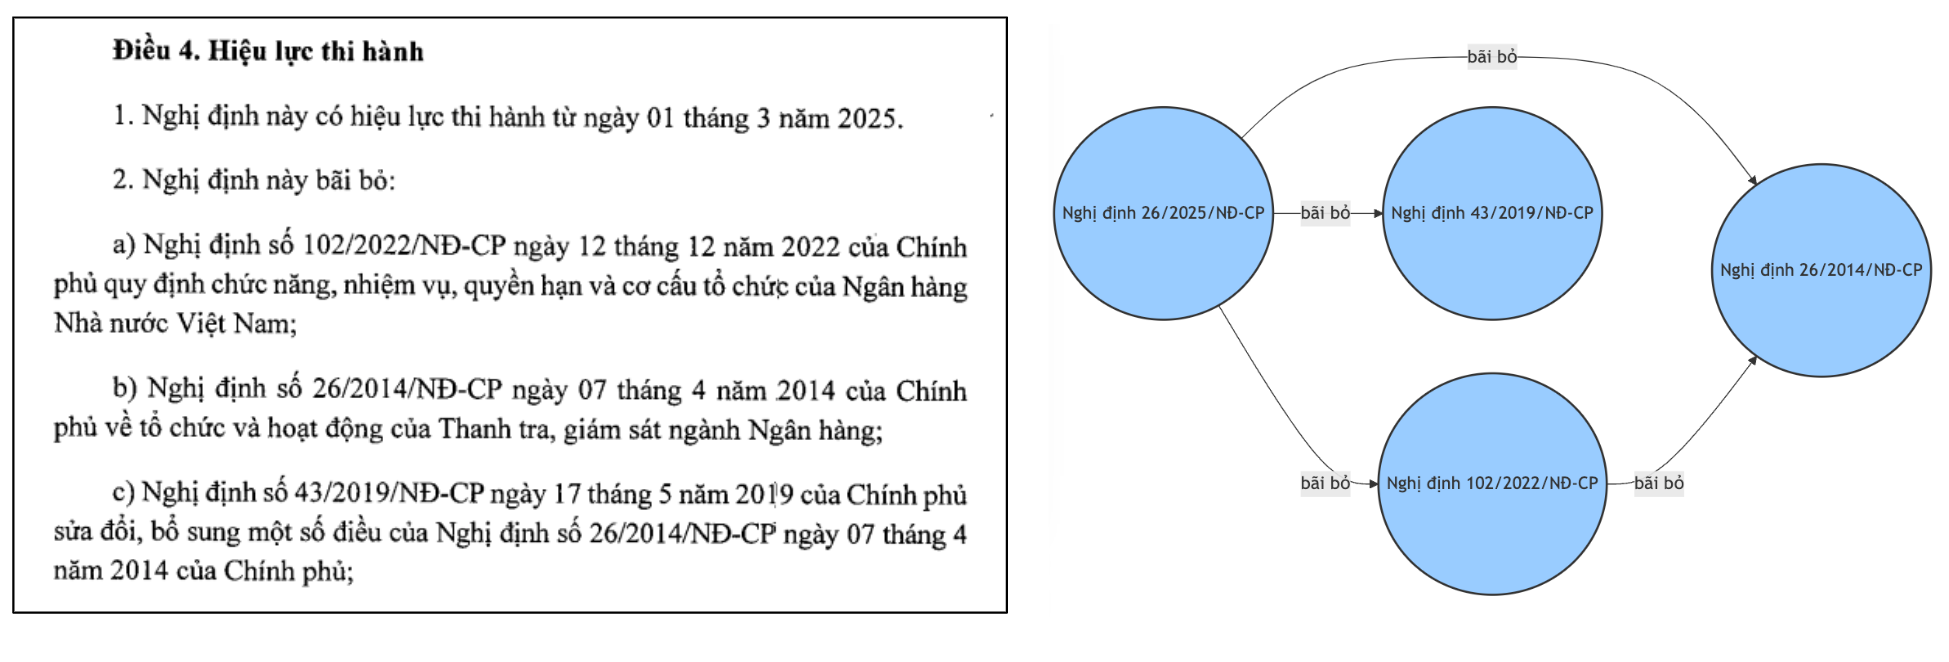 Điều 4. Hiệu lực thi hành
1. Nghị định này có hiệu lực thi hành từ ngày 01 tháng 3 năm 2025.
2. Nghị định này bãi bỏ:
a) Nghị định số 102/2022/NĐ-CP ngày 12 tháng 12 năm 2022 của Chính
phủ quy định chức năng, nhiệm vụ, quyền hạn và cơ cấu tổ chức của Ngân hàng
Nhà nước Việt Nam;
b) Nghị định số 26/2014/NĐ-CP ngày 07 tháng 4 năm 2014 của Chính
phủ về tổ chức và hoạt động của Thanh tra, giám sát ngành Ngân hàng;
c) Nghị định số 43/2019/NĐ-CP ngày 17 tháng 5 năm 2019 của Chính phủ
sửa đổi, bổ sung một số điều của Nghị định số 26/2014/NĐ-CP ngày 07 tháng 4
năm 2014 của Chính phủ;
bãi bỏ
Nghị định 26/2025/NĐ-CP
bãi bỏ
Nghị định 43/2019/NĐ-CP
Nghị định 26/2014/NĐ-CP
bãi bỏ
Nghị định 102/2022/NĐ-CP
bãi bỏ